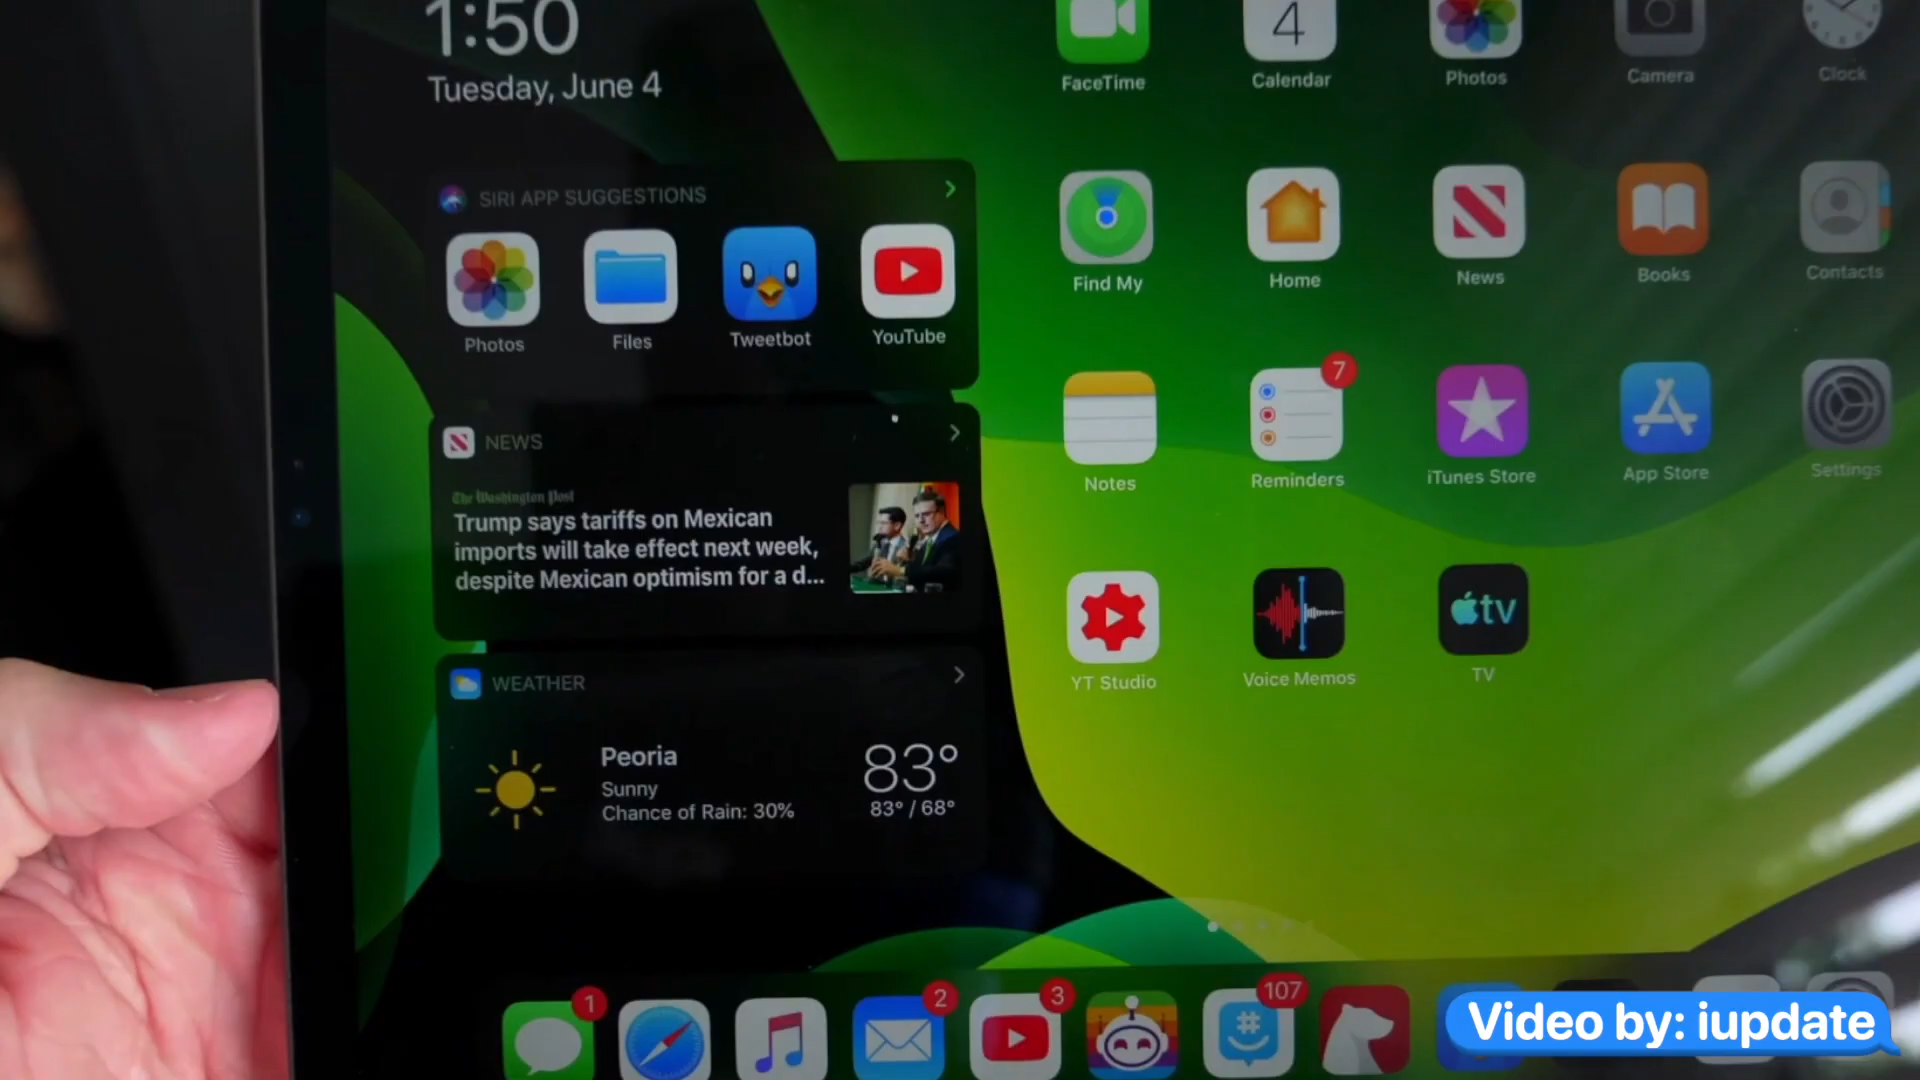 1:50
Tuesday, June 4
SIRI APP SUGGESTIONS
Photos
Files
Tweetbot
YouTube
NEWS
The Washington Post
Trump says tariffs on Mexican
imports will take effect next week,
despite Mexican optimism for a d...
WEATHER
Peoria
Sunny
Chance of Rain: 30%
83°
83° / 68°
FaceTime
4
Calendar
Photos
Camera
Clock
Find My
Home
News
Books
Contacts
Notes
7
Reminders
iTunes Store
App Store
Settings
YT Studio
Voice Memos
tv
TV
1
2
3
107
Video by: iupdate